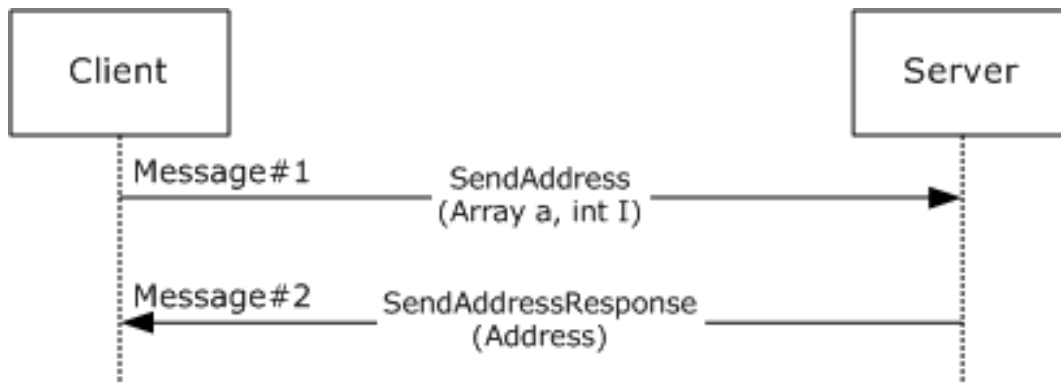 Client
Server
Message#1
SendAddress
(Array a, int I)
Message#2
SendAddressResponse
(Address)